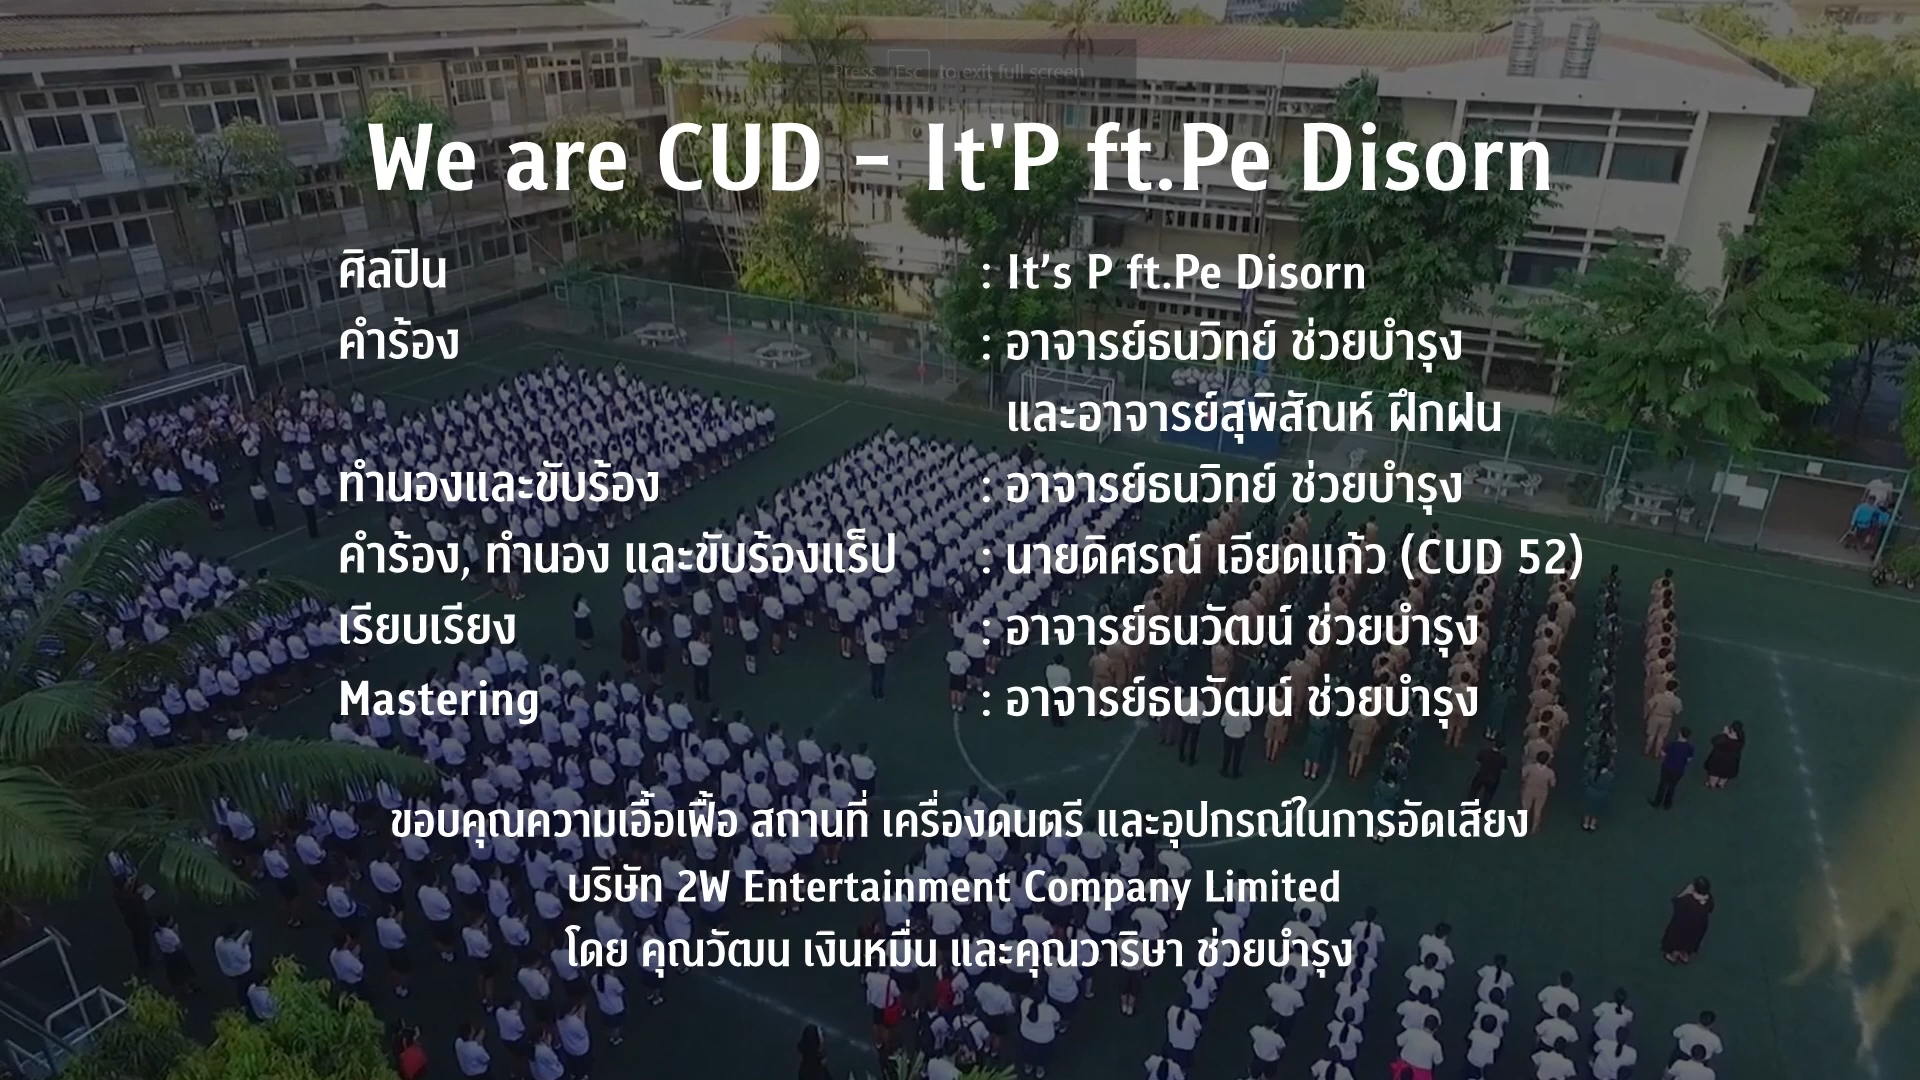 Press Esc to exit full screen
We are CUD - It'P ft.Pe Disorn
ศิลปิน : It’s P ft.Pe Disorn
คำร้อง : อาจารย์ธนวิทย์ ช่วยบำรุง
และอาจารย์สุพิสัณห์ ฝึกฝน
ทำนองและขับร้อง : อาจารย์ธนวิทย์ ช่วยบำรุง
คำร้อง, ทำนอง และขับร้องแร็ป : นายดิศรณ์ เอียดแก้ว (CUD 52)
เรียบเรียง : อาจารย์ธนวัฒน์ ช่วยบำรุง
Mastering : อาจารย์ธนวัฒน์ ช่วยบำรุง
ขอบคุณความเอื้อเฟื้อ สถานที่ เครื่องดนตรี และอุปกรณ์ในการอัดเสียง
บริษัท 2W Entertainment Company Limited
โดย คุณวัฒน เงินหมื่น และคุณวาริษา ช่วยบำรุง